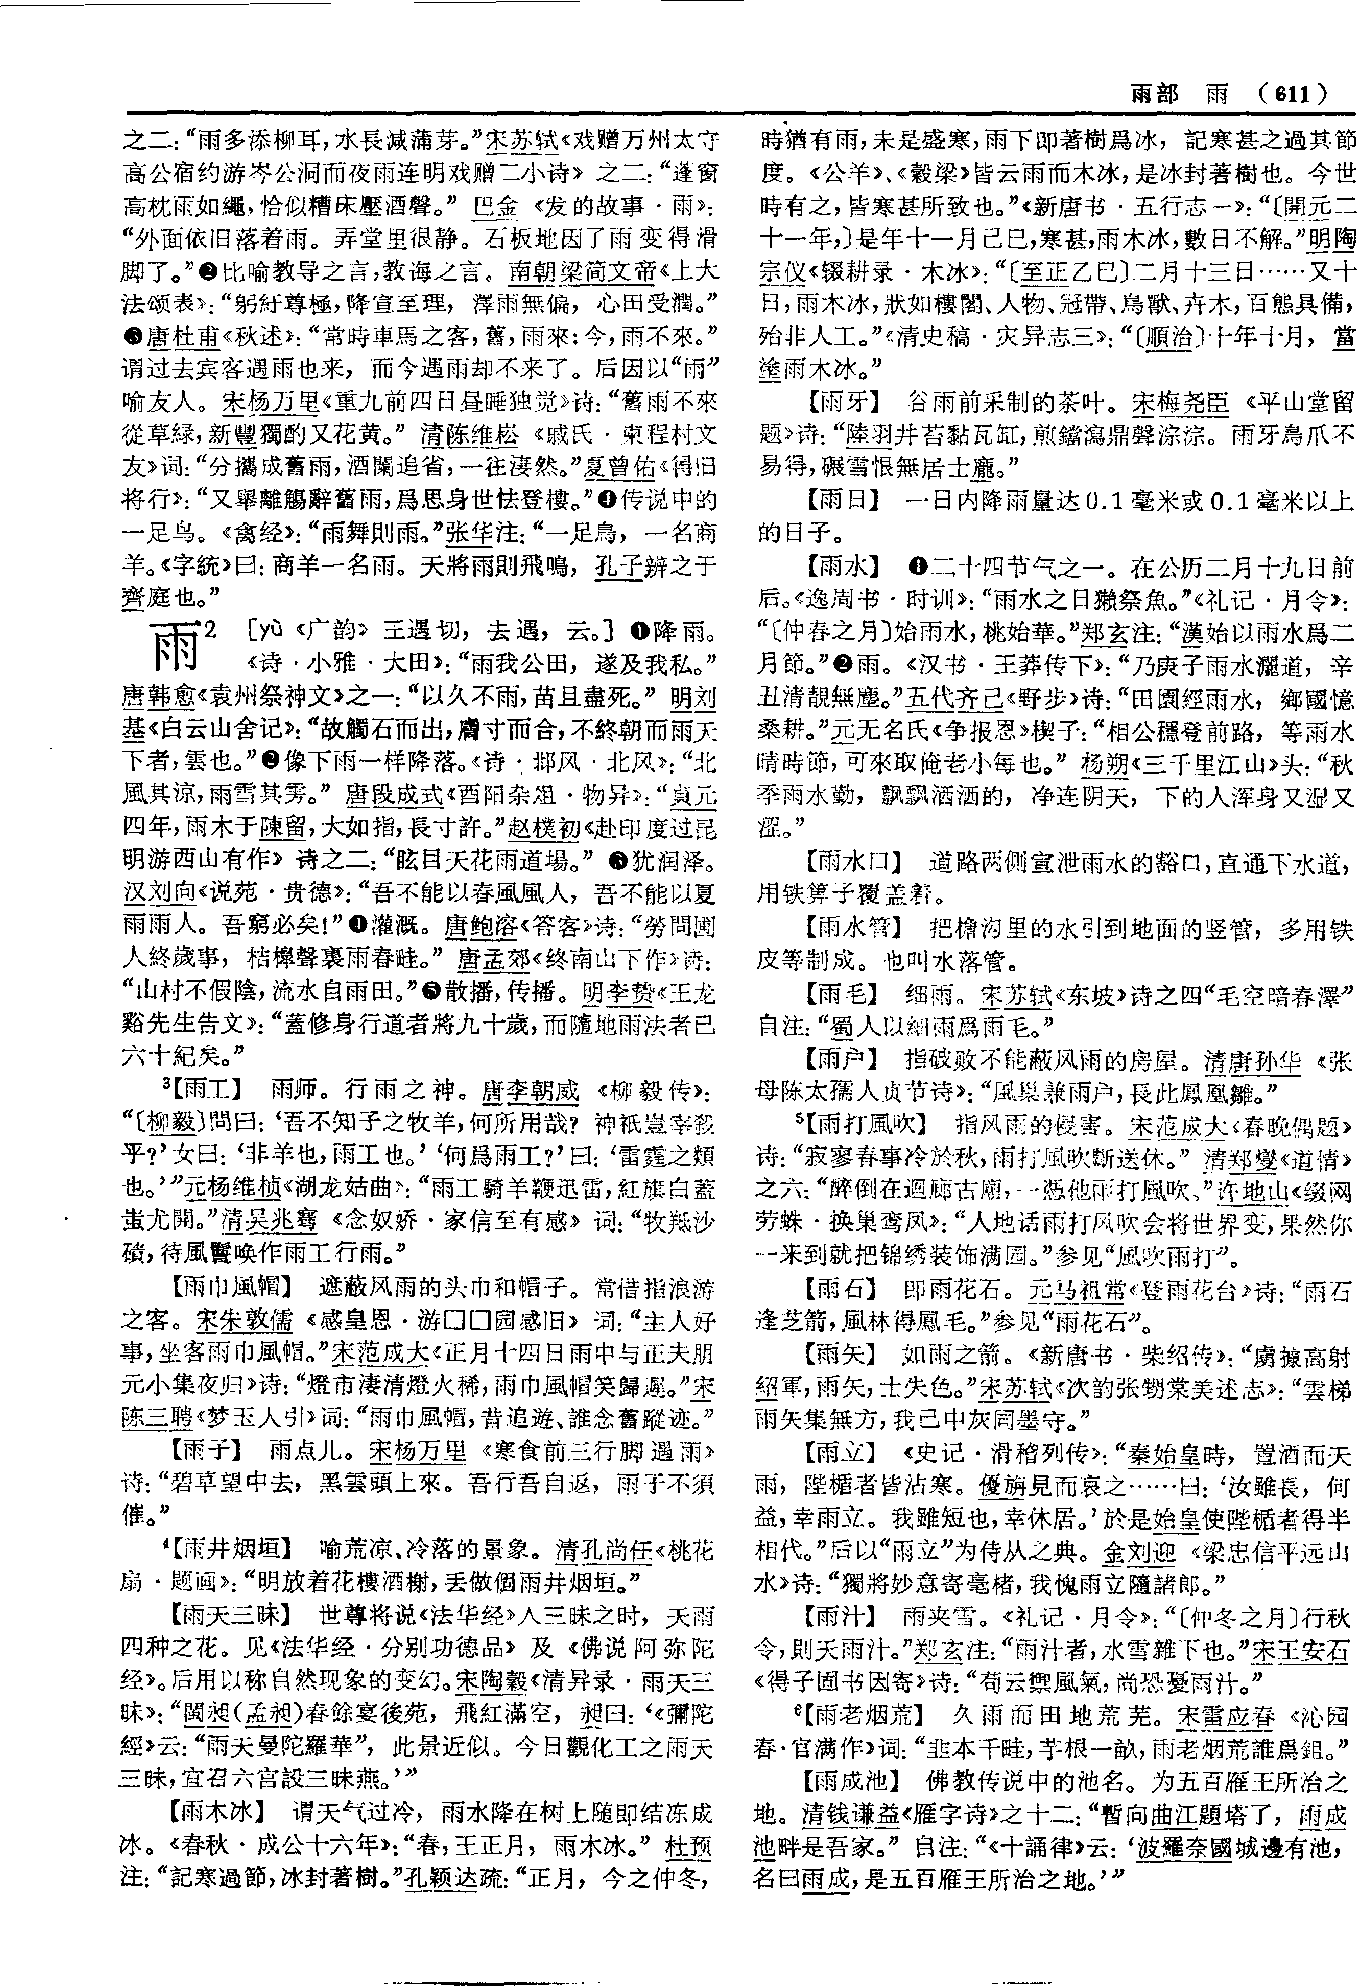 雨部　雨　（611）
之二：“雨多添柳耳，水長減蒲芽。”宋苏轼《戏赠万州太守
高公宿约游岑公洞而夜雨连明戏赠二小诗》之二：“蓬窗
高枕雨如繩，恰似糟床壓酒聲。”巴金《发的故事·雨》：
“外面依旧落着雨。弄堂里很静。石板地因了雨变得滑
脚了。”❷比喻教导之言，教诲之言。南朝梁简文帝《上大
法颂表》：“躬紆尊極，降宣至理，澤雨無偏，心田受潤。”
❸唐杜甫《秋述》：“常時車馬之客，舊，雨來；今，雨不來。”
谓过去宾客遇雨也来，而今遇雨却不来了。后因以“雨”
喻友人。宋杨万里《重九前四日昼睡独觉》诗：“舊雨不來
從草綠，新豐獨酌又花黄。”清陈维崧《戚氏·東程村文
友》词：“分攜成舊雨，酒闌追省，一往淒然。”夏曾佑《得旧
将行》：“又舉離觴辭舊雨，爲思身世怯登樓。”❹传说中的
一足鸟。《禽经》：“雨舞則雨。”张华注：“一足鳥，一名商
羊。《字統》曰：商羊一名雨。天將雨則飛鳴，孔子辨之于
齊庭也。”
雨2　［yù《广韵》王遇切，去遇，云。］❶降雨。
《诗·小雅·大田》：“雨我公田，遂及我私。”
唐韩愈《袁州祭神文》之一：“以久不雨，苗且盡死。”明刘
基《白云山舍记》：“故觸石而出，膚寸而合，不終朝而雨天
下者，雲也。”❷像下雨一样降落。《诗·邶风·北风》：“北
風其涼，雨雪其雱。”唐段成式《酉阳杂俎·物异》：“貞元
四年，雨木于陳留，大如指，長寸許。”赵樸初《赴印度过昆
明游西山有作》诗之二：“眩目天花雨道場。”❸犹润泽。
汉刘向《说苑·贵德》：“吾不能以春風風人，吾不能以夏
雨雨人。吾窮必矣！”❹灌溉。唐鲍溶《答客》诗：“勞問圃
人終歲事，桔槔聲裏雨春畦。”唐孟郊《终南山下作》诗：
“山村不假陰，流水自雨田。”❺散播，传播。明李贽《王龙
谿先生告文》：“蓋修身行道者將九十歲，而隨地雨法者已
六十紀矣。”
3【雨工】　雨师。行雨之神。唐李朝威《柳毅传》：
“〔柳毅〕問曰：‘吾不知子之牧羊，何所用哉？神祇豈宰殺
乎？’女曰：‘非羊也，雨工也。’‘何爲雨工？’曰：‘雷霆之類
也。’”元杨维桢《湖龙姑曲》：“雨工騎羊鞭迅雷，紅旗白蓋
蚩尤開。”清吴兆骞《念奴娇·家信至有感》词：“牧羝沙
磧，待風鬟唤作雨工行雨。”
【雨巾風帽】　遮蔽风雨的头巾和帽子。常借指浪游
之客。宋朱敦儒《感皇恩·游□□园感旧》词：“主人好
事，坐客雨巾風帽。”宋范成大《正月十四日雨中与正夫朋
元小集夜归》诗：“燈市淒清燈火稀，雨巾風帽笑歸遲。”宋
陈三聘《梦玉人引》词：“雨巾風帽，昔追遊、誰念舊蹤迹。”
【雨子】　雨点儿。宋杨万里《寒食前三行脚遇雨》
诗：“碧草望中去，黑雲頭上來。吾行吾自返，雨子不須
催。”
4【雨井烟垣】　喻荒凉、冷落的景象。清孔尚任《桃花
扇·题画》：“明放着花樓酒榭，丢做個雨井烟垣。”
【雨天三昧】　世尊将说《法华经》人三昧之时，天雨
四种之花。见《法华经·分别功德品》及《佛说阿弥陀
经》。后用以称自然现象的变幻。宋陶穀《清异录·雨天三
昧》：“閩昶（孟昶）春餘宴後苑，飛紅滿空，昶曰：‘《彌陀
經》云：“雨天曼陀羅華”，此景近似。今日觀化工之雨天
三昧，宜召六宫設三昧燕。’”
【雨木冰】　谓天气过冷，雨水降在树上随即结冻成
冰。《春秋·成公十六年》：“春，王正月，雨木冰。”杜预
注：“記寒過節，冰封著樹。”孔颖达疏：“正月，今之仲冬，
時猶有雨，未是盛寒，雨下即著樹爲冰，記寒甚之過其節
度。《公羊》、《穀梁》皆云雨而木冰，是冰封著樹也。今世
時有之，皆寒甚所致也。”《新唐书·五行志一》：“〔開元二
十一年，〕是年十一月己巳，寒甚，雨木冰，數日不解。”明陶
宗仪《辍耕录·木冰》：“〔至正乙巳〕二月十三日……又十
日，雨木冰，狀如樓閣、人物、冠帶、鳥獸、卉木，百態具備，
殆非人工。”《清史稿·灾异志三》：“〔順治〕十年十月，當
塗雨木冰。”
【雨牙】　谷雨前采制的茶叶。宋梅尧臣《平山堂留
题》诗：“陸羽井苔黏瓦缸，煎鐺瀉鼎聲淙淙。雨牙鳥爪不
易得，碾雪恨無居士龐。”
【雨日】　一日内降雨量达0.1毫米或0.1毫米以上
的日子。
【雨水】　❶二十四节气之一。在公历二月十九日前
后。《逸周书·时训》：“雨水之日獺祭魚。”《礼记·月令》：
“〔仲春之月〕始雨水，桃始華。”郑玄注：“漢始以雨水爲二
月節。”❷雨。《汉书·王莽传下》：“乃庚子雨水灑道，辛
丑清靚無塵。”五代齐己《野步》诗：“田園經雨水，鄉國憶
桑耕。”元无名氏《争报恩》楔子：“相公穩登前路，等雨水
晴時節，可來取俺老小每也。”杨朔《三千里江山》头：“秋
季雨水勤，飘飘洒洒的，净连阴天，下的人浑身又湿又
涩。”
【雨水口】　道路两侧宣泄雨水的豁口，直通下水道，
用铁箅子覆盖着。
【雨水管】　把檐沟里的水引到地面的竖管，多用铁
皮等制成。也叫水落管。
【雨毛】　细雨。宋苏轼《东坡》诗之四“毛空暗春澤”
自注：“蜀人以細雨爲雨毛。”
【雨户】　指破败不能蔽风雨的房屋。清唐孙华《张
母陈太孺人贞节诗》：“風巢兼雨户，長此鳳凰雛。”
5【雨打風吹】　指风雨的侵害。宋范成大《春晚偶题》
诗：“寂寥春事冷於秋，雨打風吹斷送休。”清郑燮《道情》
之六：“醉倒在迴廊古廟，一憑他雨打風吹。”许地山《缀网
劳蛛·换巢鸾凤》：“人地话雨打风吹会将世界变，果然你
一来到就把锦绣装饰满园。”参见“風吹雨打”。
【雨石】　即雨花石。元马祖常《登雨花台》诗：“雨石
逢芝箭，風林得鳳毛。”参见“雨花石”。
【雨矢】　如雨之箭。《新唐书·柴绍传》：“虜據高射
紹軍，雨矢，士失色。”宋苏轼《次韵张甥棠美述志》：“雲梯
雨矢集無方，我已中灰同墨守。”
【雨立】　《史记·滑稽列传》：“秦始皇時，置酒而天
雨，陛楯者皆沾寒。優旃見而哀之……曰：‘汝雖長，何
益，幸雨立。我雖短也，幸休居。’於是始皇使陛楯者得半
相代。”后以“雨立”为侍从之典。金刘迎《梁忠信平远山
水》诗：“獨將妙意寄毫楮，我愧雨立隨諸郎。”
【雨汁】　雨夹雪。《礼记·月令》：“〔仲冬之月〕行秋
令，則天雨汁。”郑玄注：“雨汁者，水雪雜下也。”宋王安石
《得子固书因寄》诗：“苟云禦風氣，尚恐憂雨汁。”
6【雨老烟荒】　久雨而田地荒芜。宋雷应春《沁园
春·官满作》词：“韭本千畦，芋根一畝，雨老烟荒誰爲鉏。”
【雨成池】　佛教传说中的池名。为五百雁王所治之
地。清钱谦益《雁字诗》之十二：“暫向曲江題塔了，雨成
池畔是吾家。”自注：“《十誦律》云：‘波羅奈國城邊有池，
名曰雨成，是五百雁王所治之地。’”